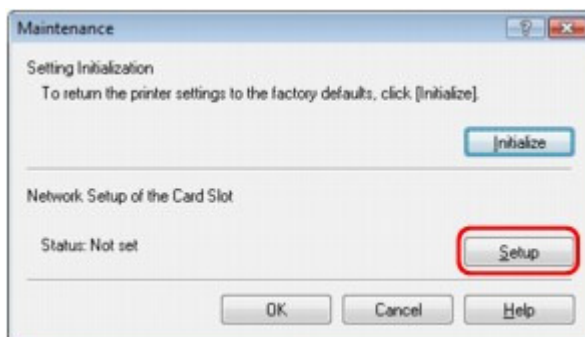 Maintenance
Setting Initialization
To return the printer settings to the factory defaults, click [Initialize].
Initialize
Network Setup of the Card Slot
Status: Not set
Setup
OK Cancel Help